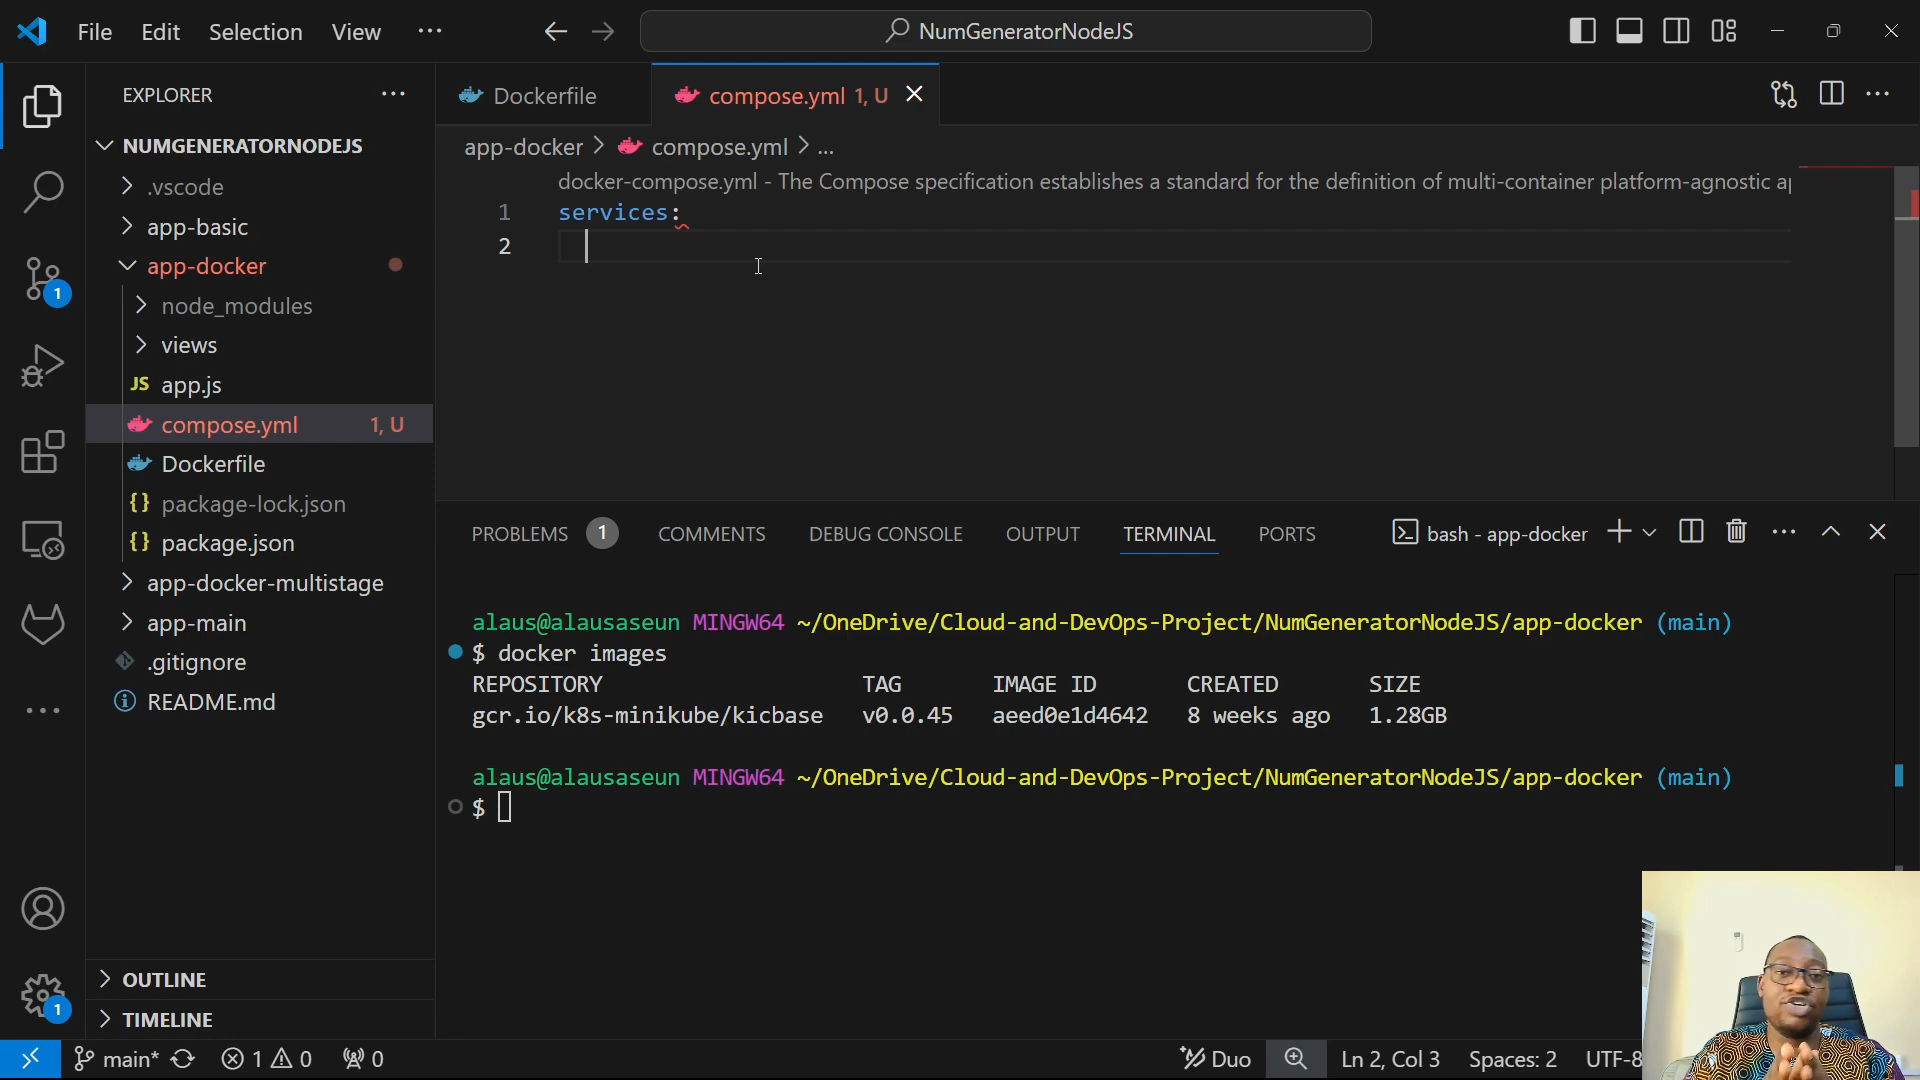 File Edit Selection View ··· NumGeneratorNodeJS
EXPLORER ···
NUMGENERATORNODEJS
.vscode
app-basic
app-docker
node_modules
views
JS app.js
compose.yml 1, U
Dockerfile
{} package-lock.json
{} package.json
app-docker-multistage
app-main
.gitignore
README.md
OUTLINE
TIMELINE
1
1
Dockerfile compose.yml 1, U
app-docker > compose.yml > ...
docker-compose.yml - The Compose specification establishes a standard for the definition of multi-container platform-agnostic a
1 services:
2
PROBLEMS 1 COMMENTS DEBUG CONSOLE OUTPUT TERMINAL PORTS bash - app-docker
alaus@alausaseun MINGW64 ~/OneDrive/Cloud-and-DevOps-Project/NumGeneratorNodeJS/app-docker (main)
$ docker images
REPOSITORY TAG IMAGE ID CREATED SIZE
gcr.io/k8s-minikube/kicbase v0.0.45 aeed0e1d4642 8 weeks ago 1.28GB
alaus@alausaseun MINGW64 ~/OneDrive/Cloud-and-DevOps-Project/NumGeneratorNodeJS/app-docker (main)
$
main* 1 0 0 Duo Ln 2, Col 3 Spaces: 2 UTF-8